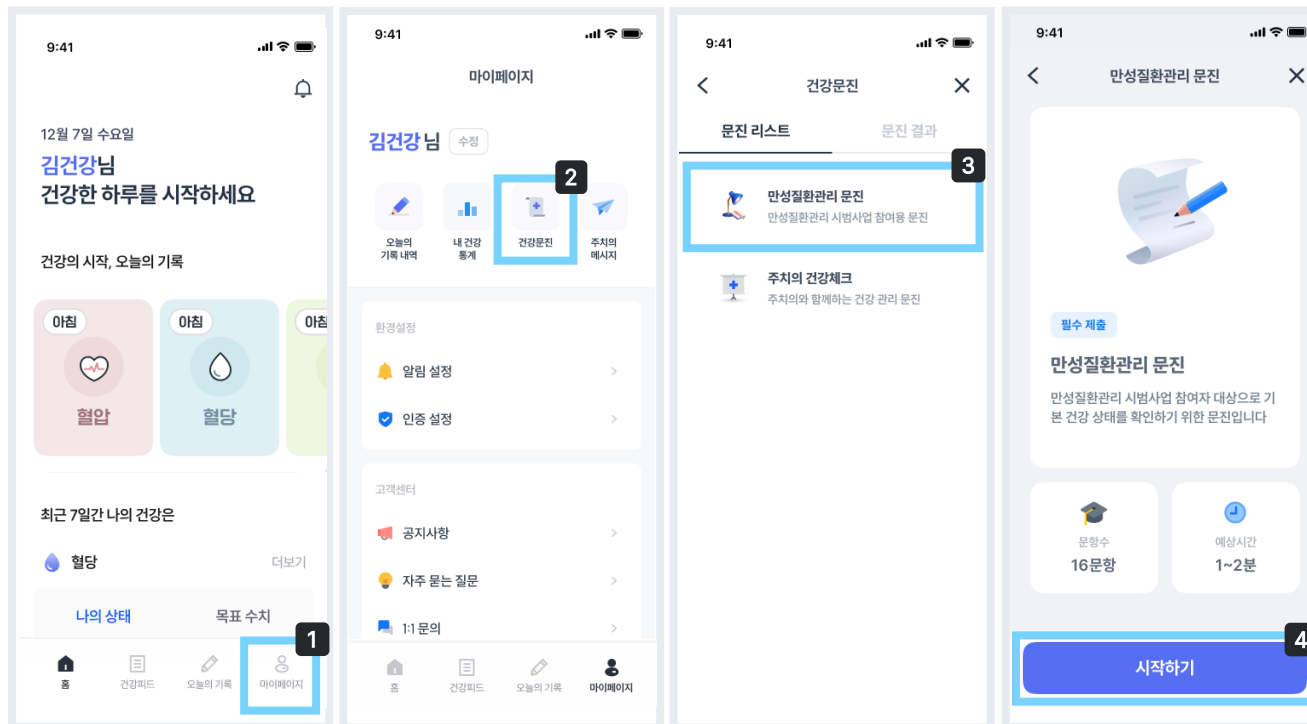 9:41
12월 7일 수요일
김건강님
건강한 하루를 시작하세요
건강의 시작, 오늘의 기록
아침
혈압
아침
혈당
아침
최근 7일간 나의 건강은
혈당
더보기
나의 상태
목표 수치
1
홈
건강피드
오늘의 기록
마이페이지
9:41
마이페이지
김건강 님
수정
2
오늘의
기록 내역
내 건강
통계
건강문진
주치의
메시지
환경설정
알림 설정
인증 설정
고객센터
공지사항
자주 묻는 질문
1:1 문의
홈
건강피드
오늘의 기록
마이페이지
9:41
건강문진
문진 리스트
문진 결과
3
만성질환관리 문진
만성질환관리 시범사업 참여용 문진
주치의 건강체크
주치의와 함께하는 건강 관리 문진
9:41
만성질환관리 문진
필수 제출
만성질환관리 문진
만성질환관리 시범사업 참여자 대상으로 기
본 건강 상태를 확인하기 위한 문진입니다
문항수
16문항
예상시간
1~2분
4
시작하기